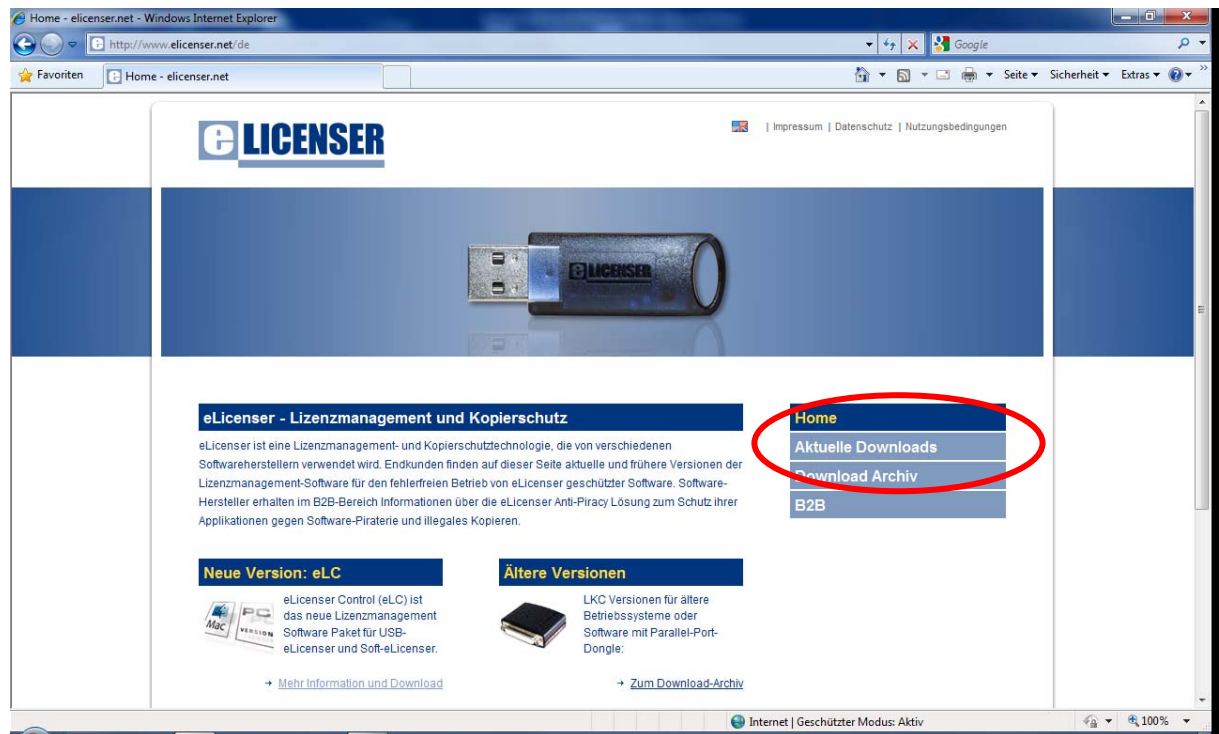 Home - elicenser.net - Windows Internet Explorer
http://www.elicenser.net/de
Google
Favoriten
Home - elicenser.net
Seite
Sicherheit
Extras
e LICENSER
| Impressum | Datenschutz | Nutzungsbedingungen
e LICENSER
eLicenser - Lizenzmanagement und Kopierschutz
eLicenser ist eine Lizenzmanagement- und Kopierschutztechnologie, die von verschiedenen
Softwareherstellern verwendet wird. Endkunden finden auf dieser Seite aktuelle und frühere Versionen der
Lizenzmanagement-Software für den fehlerfreien Betrieb von eLicenser geschützter Software. Software-
Hersteller erhalten im B2B-Bereich Informationen über die eLicenser Anti-Piracy Lösung zum Schutz ihrer
Applikationen gegen Software-Piraterie und illegales Kopieren.
Home
Aktuelle Downloads
Download Archiv
B2B
Neue Version: eLC
Mac
PC
VERSION
eLicenser Control (eLC) ist
das neue Lizenzmanagement
Software Paket für USB-
eLicenser und Soft-eLicenser.
Mehr Information und Download
Ältere Versionen
LKC Versionen für ältere
Betriebssysteme oder
Software mit Parallel-Port-
Dongle:
Zum Download-Archiv
Internet | Geschützter Modus: Aktiv
100%